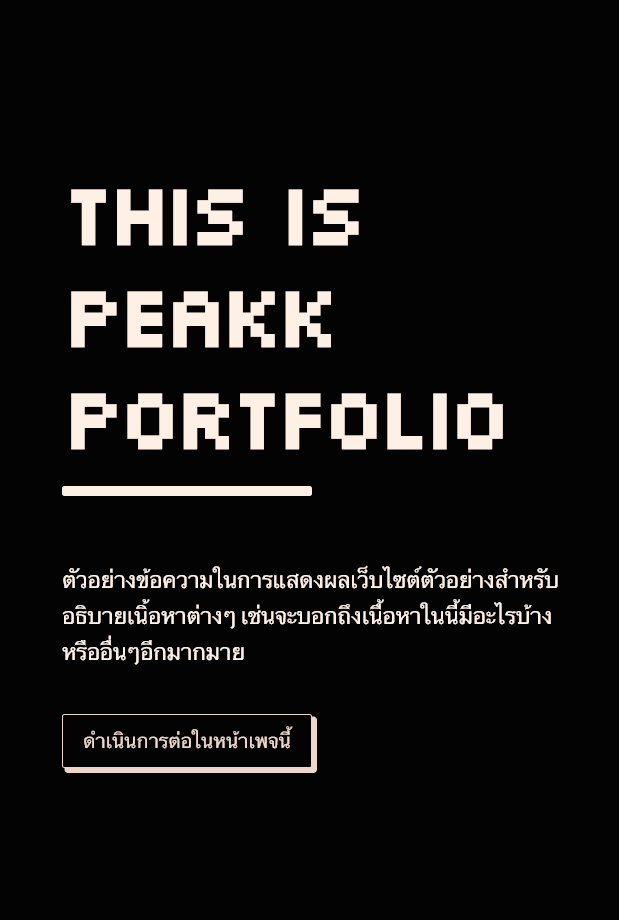 THIS IS
PEAKK
PORTFOLIO
ตัวอย่างข้อความในการแสดงผลเว็บไซต์ตัวอย่างสำหรับ
อธิบายเนิ้อหาต่างๆ เช่นจะบอกถึงเนื้อหาในนี้มีอะไรบ้าง
หรืออื่นๆอีกมากมาย
ดำเนินการต่อในหน้าเพจนี้